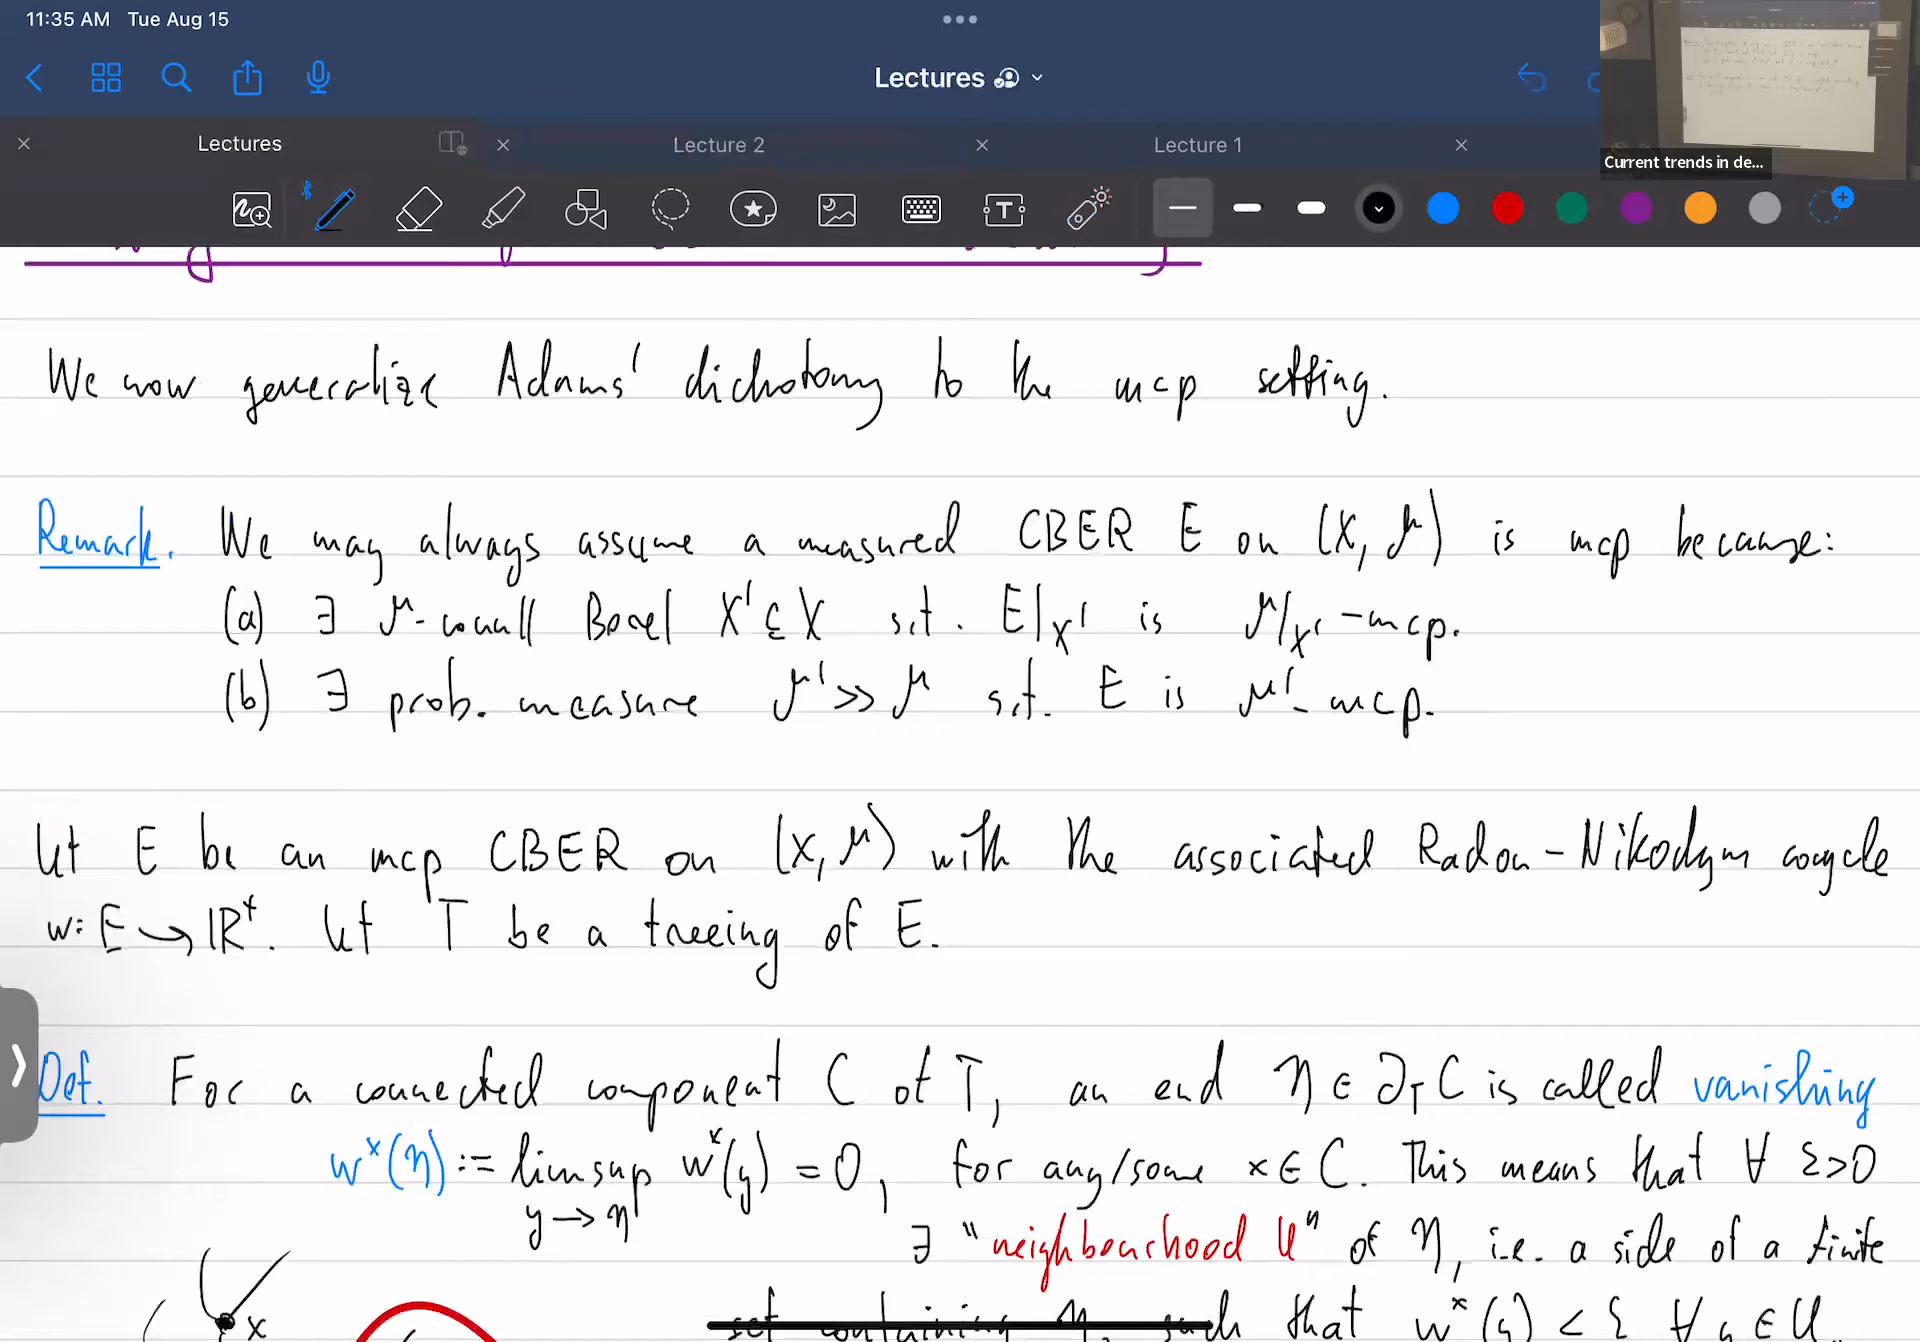 11:35 AM Tue Aug 15
Lectures
Lectures
Lecture 2
Lecture 1
Current trends in de...
We now generalize Adams' dichotomy to the mcp setting.
Remark. We may always assume a measured CBER E on (X, μ) is mcp because:
(a) ∃ μ-conull Borel X' ⊆ X s.t. E|X' is μ|X' -mcp.
(b) ∃ prob. measure μ' >> μ s.t. E is μ'-mcp.
Let E be an mcp CBER on (X, μ) with the associated Radon-Nikodym cocycle
w: E → ℝ⁺. Let T be a treeing of E.
Def. For a connected component C of T, an end η ∈ ∂_T C is called vanishing
w^x(η) := limsup w^x(y) = 0, for any/some x ∈ C. This means that ∀ ε>0
y → η
∃ "neighbourhood U" of η, i.e. a side of a finite
set containing η, such that w^x(y) < ε ∀ y ∈ U.
x